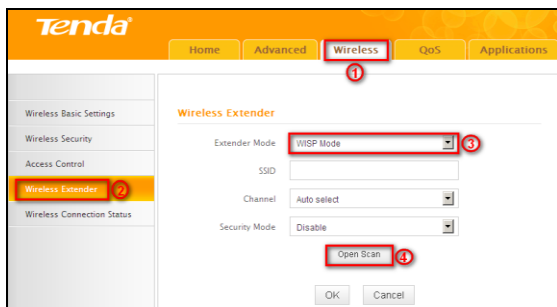 Tenda
Home Advanced Wireless QoS Applications
1
Wireless Basic Settings
Wireless Security
Access Control
Wireless Extender 2
Wireless Connection Status
Wireless Extender
Extender Mode WISP Mode 3
SSID
Channel Auto select
Security Mode Disable
Open Scan 4
OK Cancel